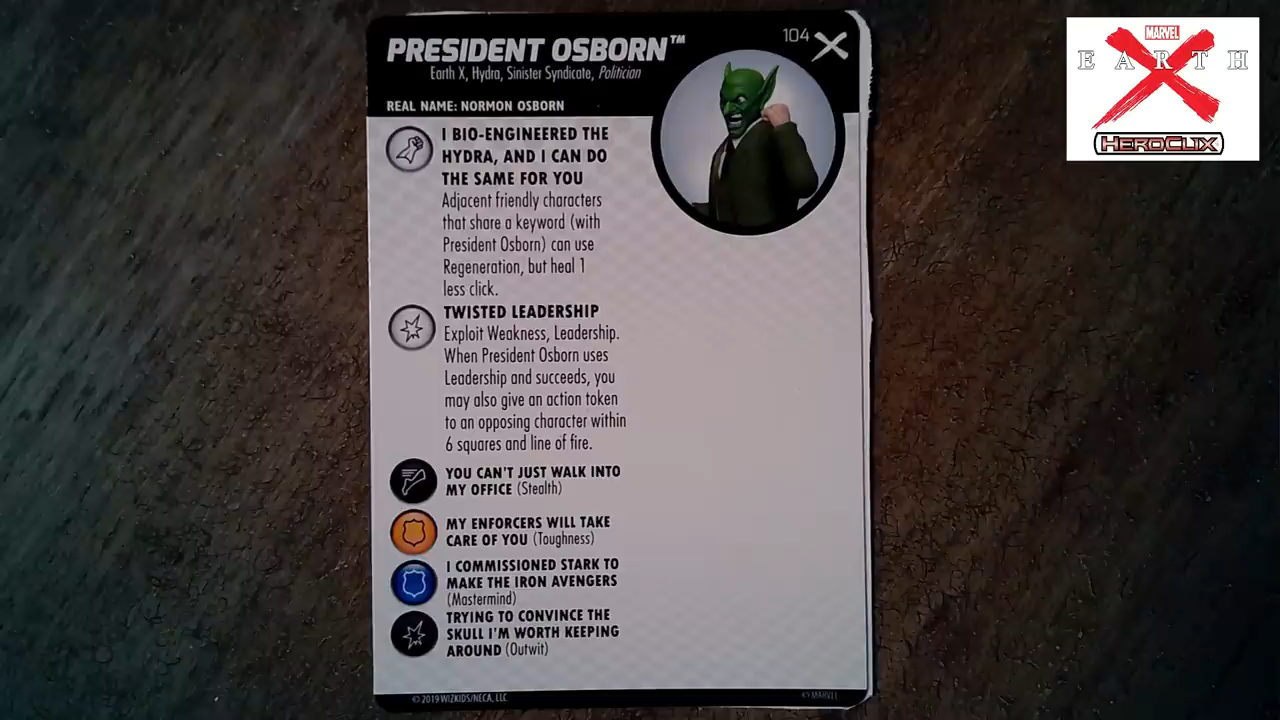 PRESIDENT OSBORN™
104
Earth X, Hydra, Sinister Syndicate, Politician
REAL NAME: NORMON OSBORN
I BIO-ENGINEERED THE
HYDRA, AND I CAN DO
THE SAME FOR YOU
Adjacent friendly characters
that share a keyword (with
President Osborn) can use
Regeneration, but heal 1
less click.
TWISTED LEADERSHIP
Exploit Weakness, Leadership.
When President Osborn uses
Leadership and succeeds, you
may also give an action token
to an opposing character within
6 squares and line of fire.
YOU CAN'T JUST WALK INTO
MY OFFICE (Stealth)
MY ENFORCERS WILL TAKE
CARE OF YOU (Toughness)
I COMMISSIONED STARK TO
MAKE THE IRON AVENGERS
(Mastermind)
TRYING TO CONVINCE THE
SKULL I'M WORTH KEEPING
AROUND (Outwit)
© 2019 WIZKIDS/NECA, LLC.
MARVEL
MARVEL
EARTH
X
HEROCLIX